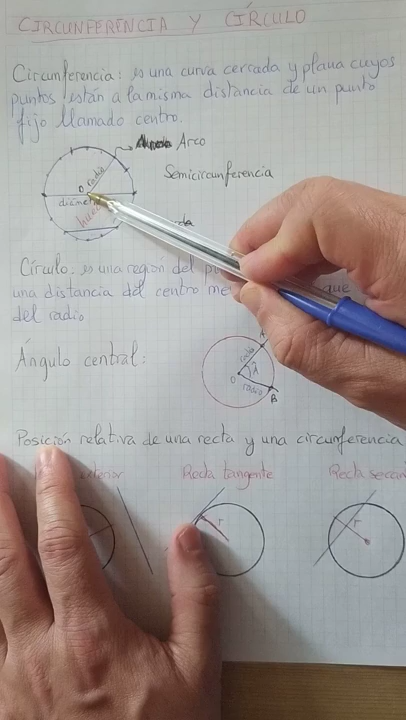 CIRCUNFERENCIA Y CÍRCULO
Circunferencia: es una curva cerrada y plana cuyos
puntos están a la misma distancia de un punto
fijo llamado centro.
Arco
radio
Semicircunferencia
O
Círculo: es una región del
una distancia del centro que
del radio
Ángulo central:
A
radio
O
radio
B
Posición relativa de una recta y una circunferencia
exterior Recta tangente Recta secan
r r